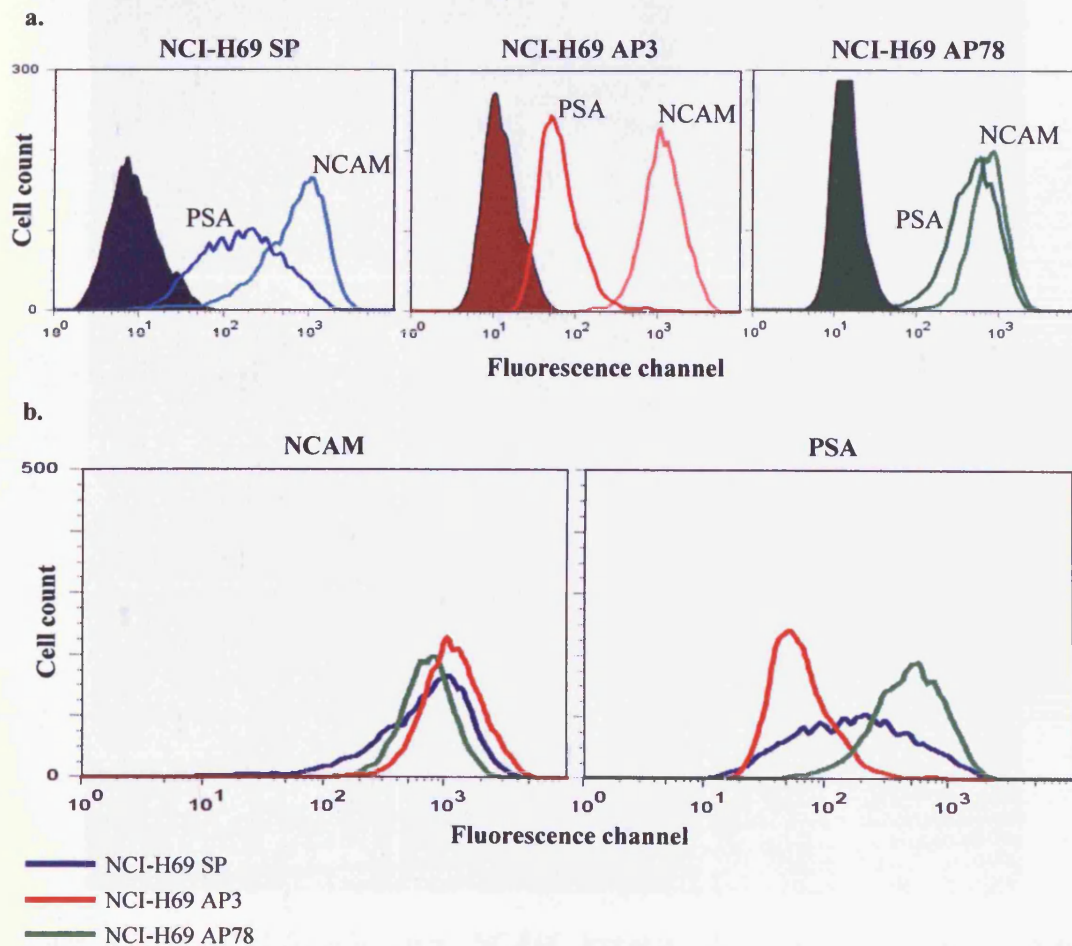 a.
NCI-H69 SP
NCI-H69 AP3
NCI-H69 AP78
300
0
Cell count
PSA
NCAM
PSA
NCAM
PSA
NCAM
10⁰ 10¹ 10² 10³
10⁰ 10¹ 10² 10³
10⁰ 10¹ 10² 10³
Fluorescence channel
b.
NCAM
PSA
500
0
Cell count
10⁰ 10¹ 10² 10³
10⁰ 10¹ 10² 10³
Fluorescence channel
NCI-H69 SP
NCI-H69 AP3
NCI-H69 AP78